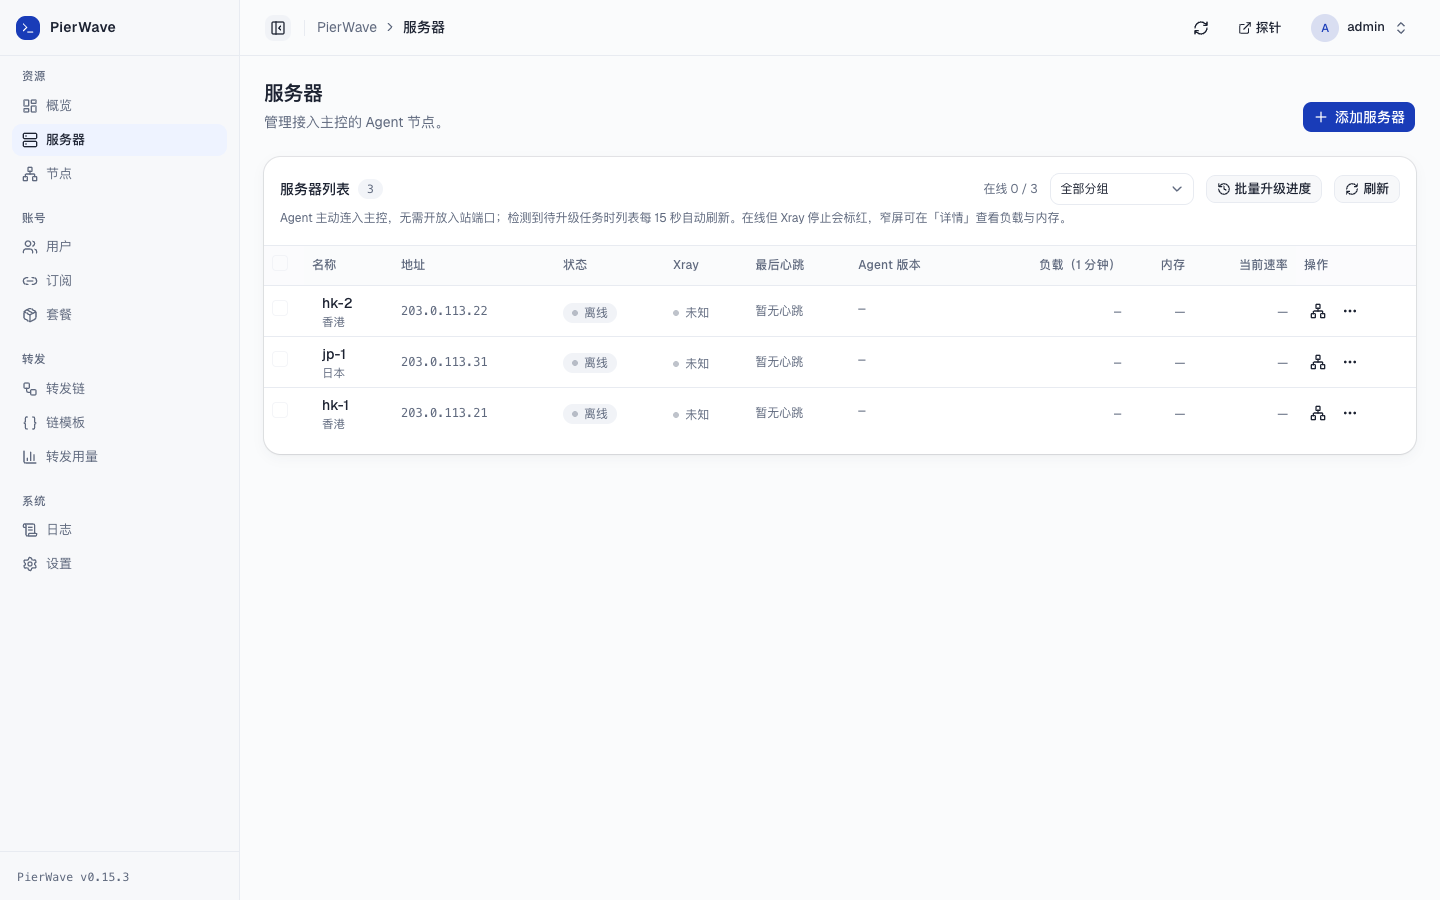 PierWave
PierWave > 服务器
探针
A
admin
资源
概览
服务器
节点
账号
用户
订阅
套餐
转发
转发链
链模板
转发用量
系统
日志
设置
PierWave v0.15.3
服务器
管理接入主控的 Agent 节点。
添加服务器
服务器列表 3
在线 0 / 3
全部分组
批量升级进度
刷新
Agent 主动连入主控，无需开放入站端口；检测到待升级任务时列表每 15 秒自动刷新。在线但 Xray 停止会标红，窄屏可在「详情」查看负载与内存。
名称 地址 状态 Xray 最后心跳 Agent 版本 负载（1 分钟） 内存 当前速率 操作
hk-2 203.0.113.22 离线 未知 暂无心跳 — — — —
香港
jp-1 203.0.113.31 离线 未知 暂无心跳 — — — —
日本
hk-1 203.0.113.21 离线 未知 暂无心跳 — — — —
香港